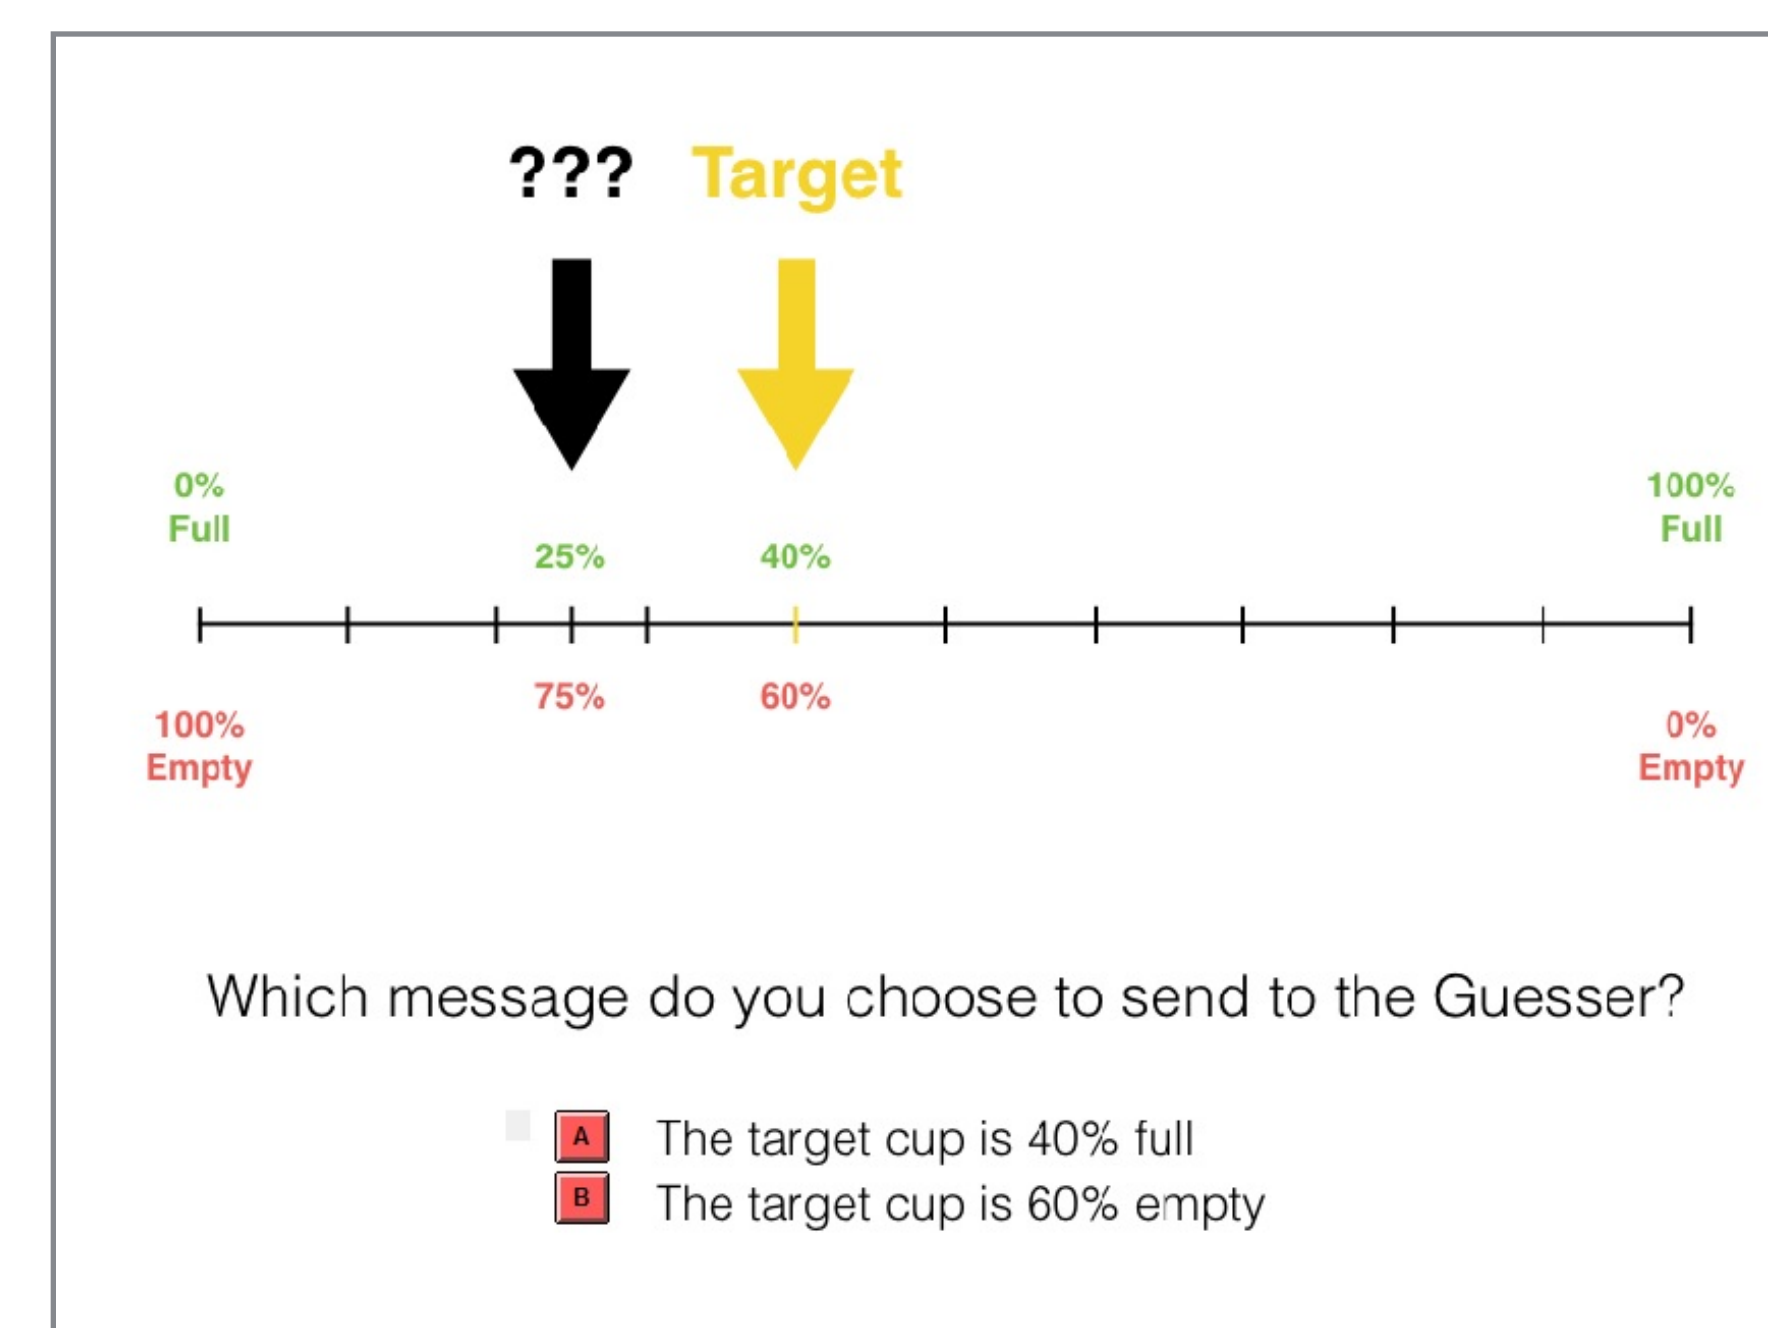 ??? Target
0% Full
100% Full
25% 40%
75% 60%
100% Empty
0% Empty
Which message do you choose to send to the Guesser?
A The target cup is 40% full
B The target cup is 60% empty